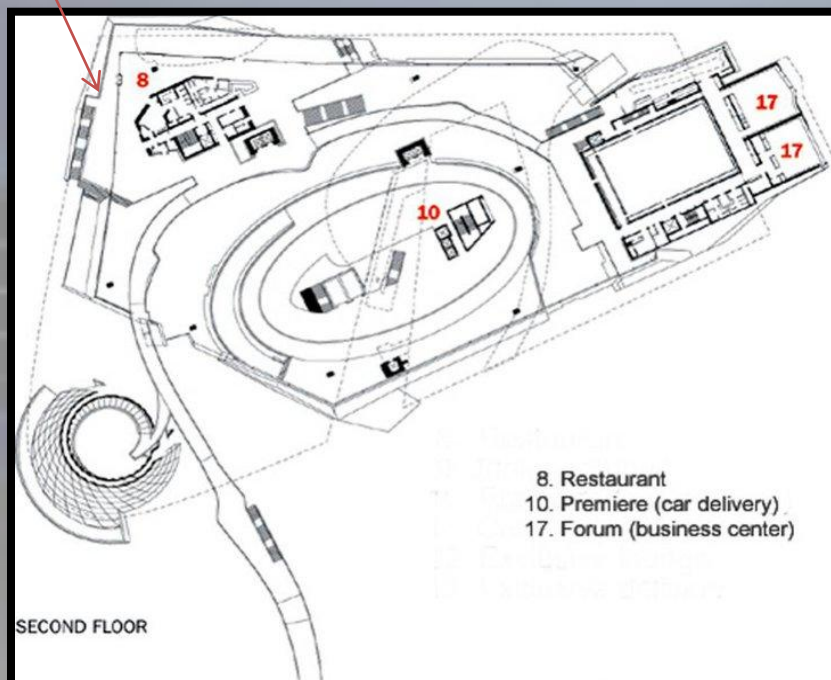 8
17
17
10
8. Restaurant
10. Premiere (car delivery)
17. Forum (business center)
SECOND FLOOR